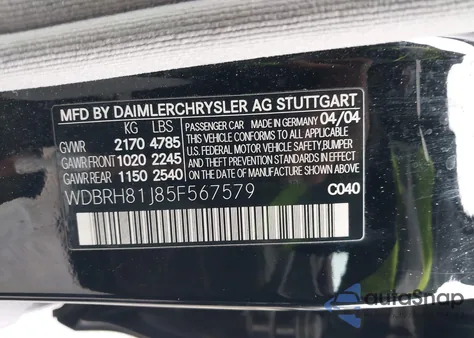 MFD BY DAIMLERCHRYSLER AG STUTTGART
KG LBS
GVWR 2170 4785
GAWR FRONT 1020 2245
GAWR REAR 1150 2540
PASSENGER CAR MADE IN GERMANY 04/04
THIS VEHICLE CONFORMS TO ALL
APPLICABLE U.S. FEDERAL MOTOR
VEHICLE SAFETY, BUMPER
AND THEFT PREVENTION STANDARDS
IN EFFECT ON THE DATE OF
MANUFACTURE SHOWN ABOVE
WDBRH81J85F567579
C040
autoSnap